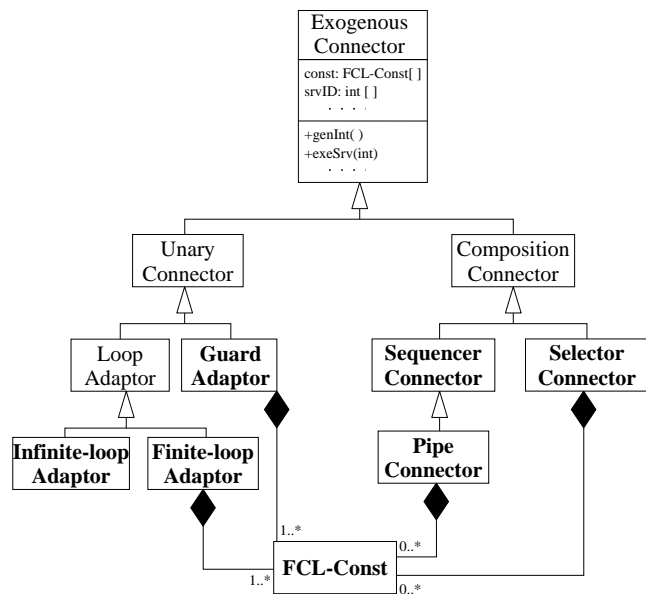 Exogenous
Connector
const: FCL-Const[ ]
srvID: int [ ]
. . . .
+genInt( )
+exeSrv(int)
. . . .
Unary
Connector
Composition
Connector
Loop
Adaptor
Guard
Adaptor
Sequencer
Connector
Selector
Connector
Infinite-loop
Adaptor
Finite-loop
Adaptor
Pipe
Connector
1..*
0..*
FCL-Const
1..*
0..*